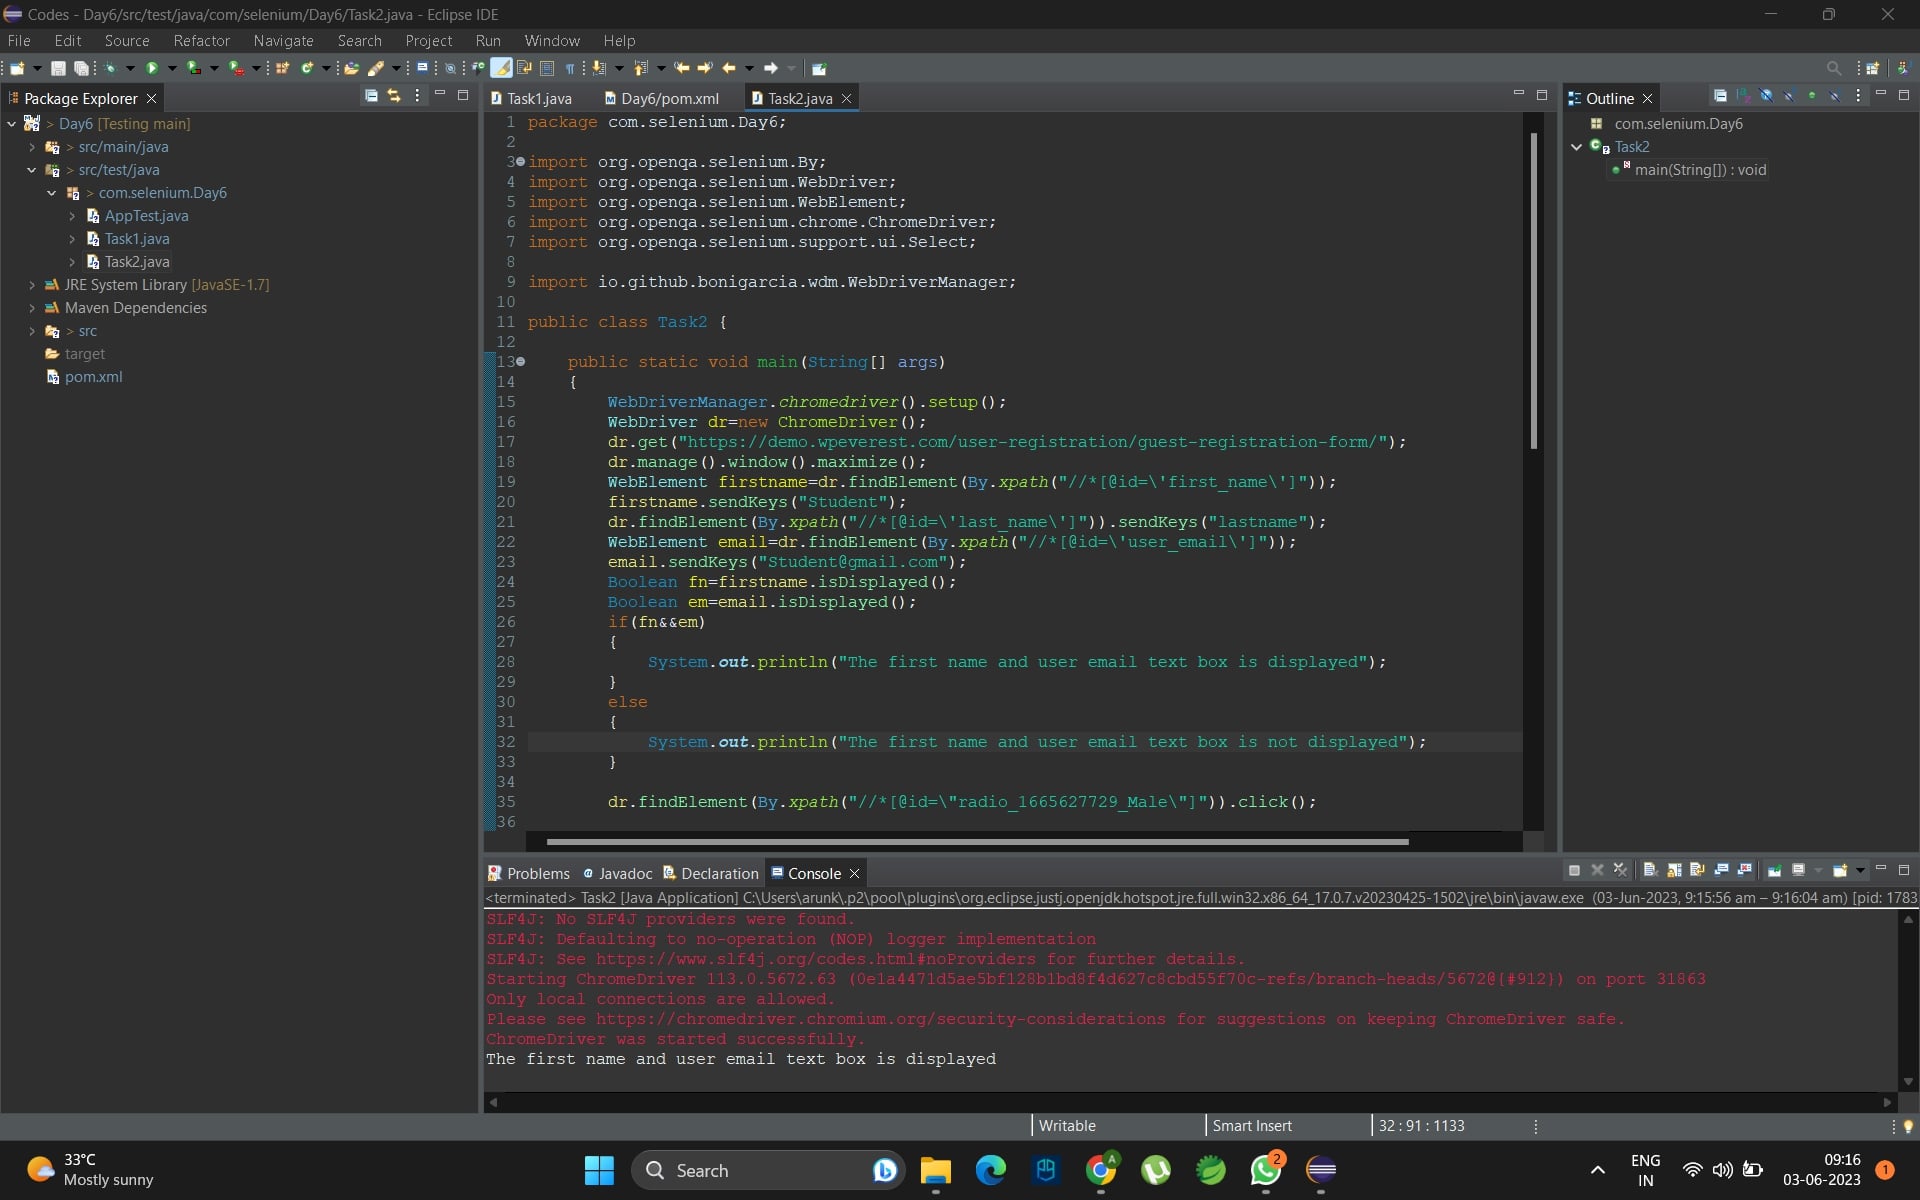 Codes - Day6/src/test/java/com/selenium/Day6/Task2.java - Eclipse IDE
File Edit Source Refactor Navigate Search Project Run Window Help
Package Explorer
> Day6 [Testing main]
> src/main/java
> src/test/java
> com.selenium.Day6
AppTest.java
Task1.java
Task2.java
JRE System Library [JavaSE-1.7]
Maven Dependencies
> src
target
pom.xml
Task1.java Day6/pom.xml Task2.java
1 package com.selenium.Day6;
2
3 import org.openqa.selenium.By;
4 import org.openqa.selenium.WebDriver;
5 import org.openqa.selenium.WebElement;
6 import org.openqa.selenium.chrome.ChromeDriver;
7 import org.openqa.selenium.support.ui.Select;
8
9 import io.github.bonigarcia.wdm.WebDriverManager;
10
11 public class Task2 {
12
13 public static void main(String[] args)
14 {
15 WebDriverManager.chromedriver().setup();
16 WebDriver dr=new ChromeDriver();
17 dr.get("https://demo.wpeverest.com/user-registration/guest-registration-form/");
18 dr.manage().window().maximize();
19 WebElement firstname=dr.findElement(By.xpath("//*[@id=\'first_name\']"));
20 firstname.sendKeys("Student");
21 dr.findElement(By.xpath("//*[@id=\'last_name\']")).sendKeys("lastname");
22 WebElement email=dr.findElement(By.xpath("//*[@id=\'user_email\']"));
23 email.sendKeys("Student@gmail.com");
24 Boolean fn=firstname.isDisplayed();
25 Boolean em=email.isDisplayed();
26 if(fn&&em)
27 {
28 System.out.println("The first name and user email text box is displayed");
29 }
30 else
31 {
32 System.out.println("The first name and user email text box is not displayed");
33 }
34
35 dr.findElement(By.xpath("//*[@id=\"radio_1665627729_Male\"]")).click();
36
Outline
com.selenium.Day6
Task2
main(String[]) : void
Problems Javadoc Declaration Console
<terminated> Task2 [Java Application] C:\Users\arunk\.p2\pool\plugins\org.eclipse.justj.openjdk.hotspot.jre.full.win32.x86_64_17.0.7.v20230425-1502\jre\bin\javaw.exe (03-Jun-2023, 9:15:56 am – 9:16:04 am) [pid: 1783
SLF4J: No SLF4J providers were found.
SLF4J: Defaulting to no-operation (NOP) logger implementation
SLF4J: See https://www.slf4j.org/codes.html#noProviders for further details.
Starting ChromeDriver 113.0.5672.63 (0e1a4471d5ae5bf128b1bd8f4d627c8cbd55f70c-refs/branch-heads/5672@{#912}) on port 31863
Only local connections are allowed.
Please see https://chromedriver.chromium.org/security-considerations for suggestions on keeping ChromeDriver safe.
ChromeDriver was started successfully.
The first name and user email text box is displayed
Writable Smart Insert 32 : 91 : 1133
33°C
Mostly sunny
Search
2
ENG
IN
09:16
03-06-2023
1